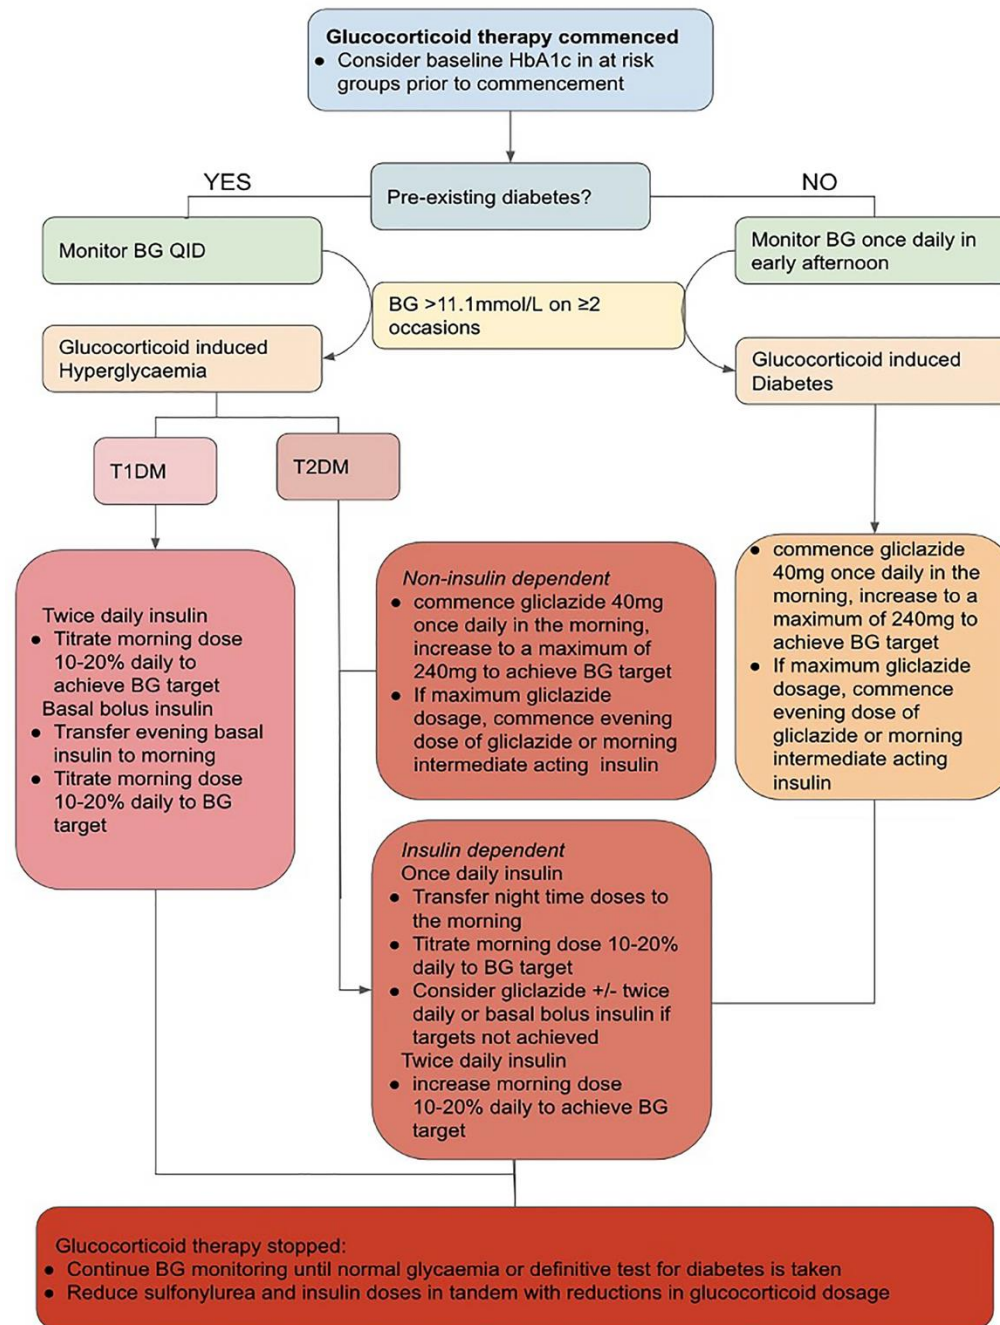 Glucocorticoid therapy commenced
● Consider baseline HbA1c in at risk
groups prior to commencement
YES
Pre-existing diabetes?
NO
Monitor BG QID
Monitor BG once daily in
early afternoon
BG >11.1mmol/L on ≥2
occasions
Glucocorticoid induced
Hyperglycaemia
Glucocorticoid induced
Diabetes
T1DM
T2DM
Twice daily insulin
● Titrate morning dose
10-20% daily to
achieve BG target
Basal bolus insulin
● Transfer evening basal
insulin to morning
● Titrate morning dose
10-20% daily to BG
target
Non-insulin dependent
● commence gliclazide 40mg
once daily in the morning,
increase to a maximum of
240mg to achieve BG target
● If maximum gliclazide
dosage, commence evening
dose of gliclazide or morning
intermediate acting insulin
● commence gliclazide
40mg once daily in the
morning, increase to a
maximum of 240mg to
achieve BG target
● If maximum gliclazide
dosage, commence
evening dose of
gliclazide or morning
intermediate acting
insulin
Insulin dependent
Once daily insulin
● Transfer night time doses to
the morning
● Titrate morning dose 10-20%
daily to BG target
● Consider gliclazide +/- twice
daily or basal bolus insulin if
targets not achieved
Twice daily insulin
● increase morning dose
10-20% daily to achieve BG
target
Glucocorticoid therapy stopped:
● Continue BG monitoring until normal glycaemia or definitive test for diabetes is taken
● Reduce sulfonylurea and insulin doses in tandem with reductions in glucocorticoid dosage